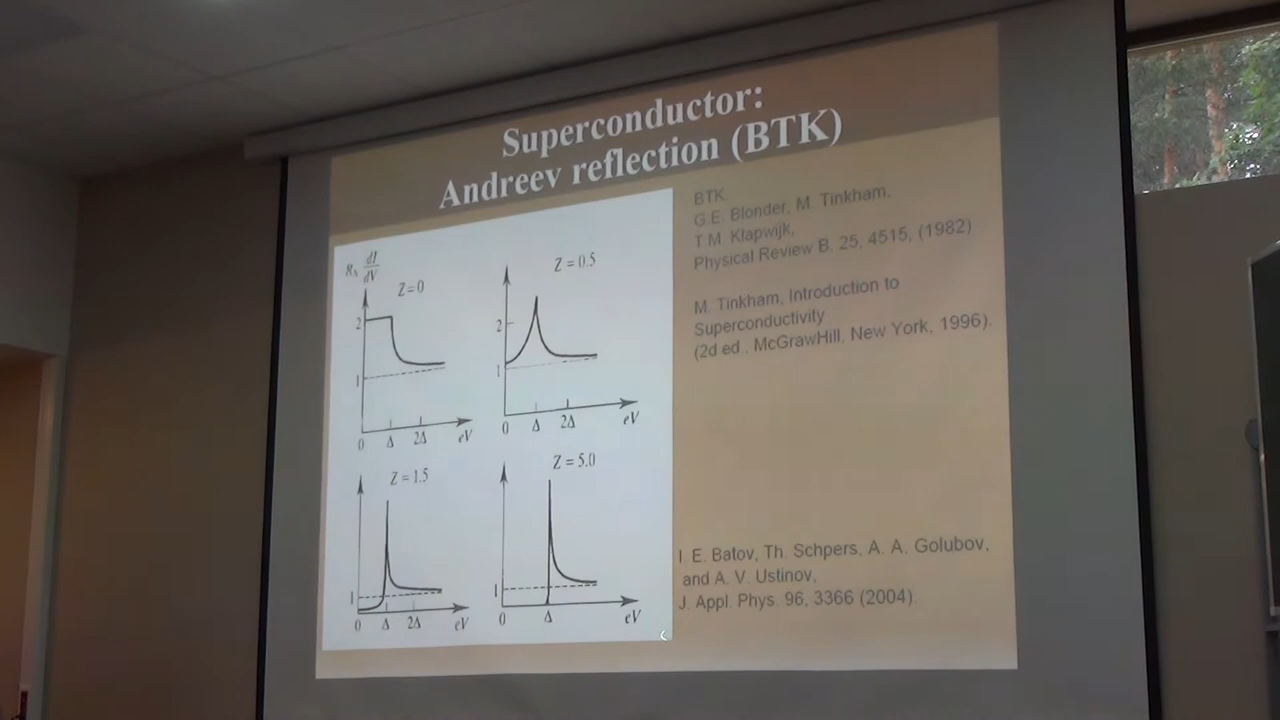 Superconductor:
Andreev reflection (BTK)
BTK
G.E. Blonder, M. Tinkham,
T.M. Klapwijk,
Physical Review B, 25, 4515, (1982)
M. Tinkham, Introduction to
Superconductivity
(2d ed., McGrawHill, New York, 1996).
I. E. Batov, Th. Schpers, A. A. Golubov,
and A. V. Ustinov,
J. Appl. Phys. 96, 3366 (2004).
R_N dI/dV
Z = 0
2
1
0 Δ 2Δ eV
Z = 0.5
2
1
0 Δ 2Δ eV
Z = 1.5
1
0 Δ 2Δ eV
Z = 5.0
1
0 Δ eV